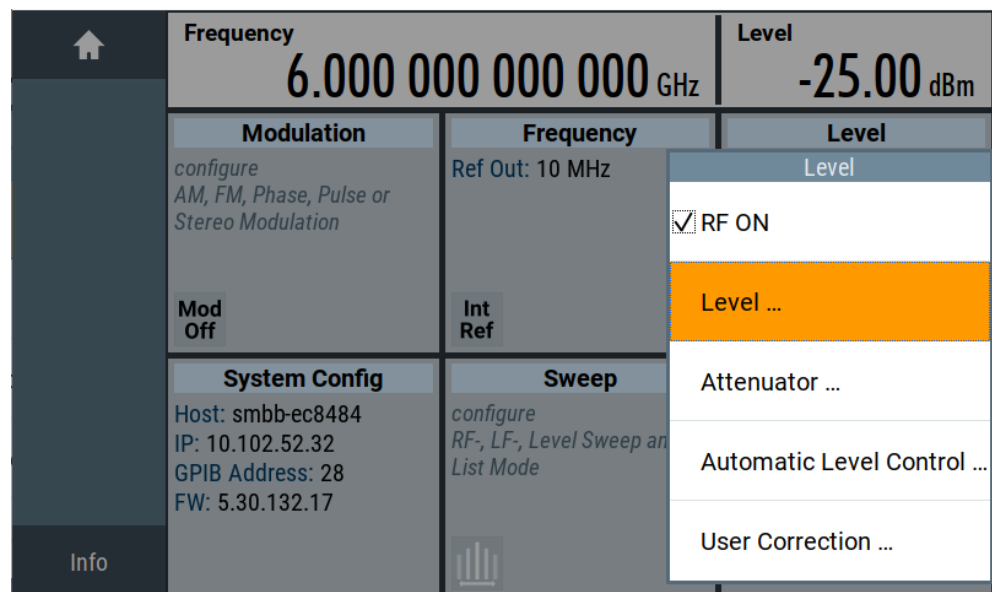 Frequency
6.000 000 000 000 GHz
Level
-25.00 dBm
Modulation
configure
AM, FM, Phase, Pulse or
Stereo Modulation
Mod
Off
Frequency
Ref Out: 10 MHz
Int
Ref
Level
Level
RF ON
Level ...
Attenuator ...
Automatic Level Control ...
User Correction ...
System Config
Host: smbb-ec8484
IP: 10.102.52.32
GPIB Address: 28
FW: 5.30.132.17
Sweep
configure
RF-, LF-, Level Sweep an
List Mode
Info